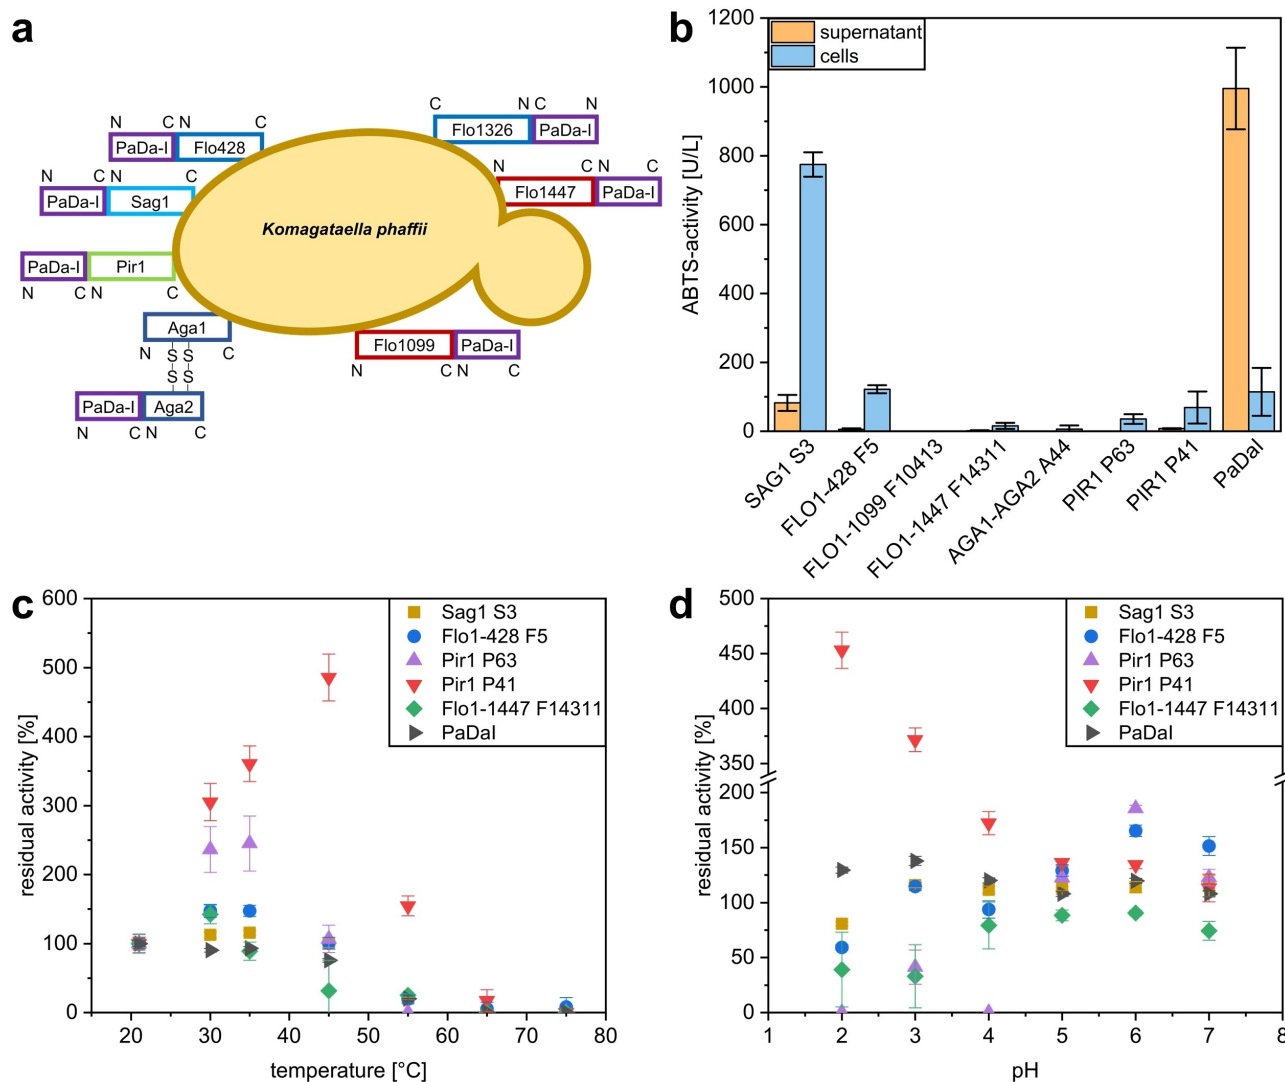 a
N C N C
PaDa-I Flo428
N C N C
PaDa-I Sag1
PaDa-I Pir1
N C N C
Aga1
N S S C
S S
PaDa-I Aga2
N C N C
C N C N
Flo1326 PaDa-I
N C N C
Flo1447 PaDa-I
Komagataella phaffii
Flo1099 PaDa-I
N C N C
b
supernatant
cells
ABTS-activity [U/L]
1200
1000
800
600
400
200
0
SAG1 S3
FLO1-428 F5
FLO1-1099 F10413
FLO1-1447 F14311
AGA1-AGA2 A44
PIR1 P63
PIR1 P41
PaDaI
c
residual activity [%]
600
500
400
300
200
100
0
Sag1 S3
Flo1-428 F5
Pir1 P63
Pir1 P41
Flo1-1447 F14311
PaDaI
20 30 40 50 60 70 80
temperature [°C]
d
residual activity [%]
500
450
400
350
200
150
100
50
0
Sag1 S3
Flo1-428 F5
Pir1 P63
Pir1 P41
Flo1-1447 F14311
PaDaI
1 2 3 4 5 6 7 8
pH